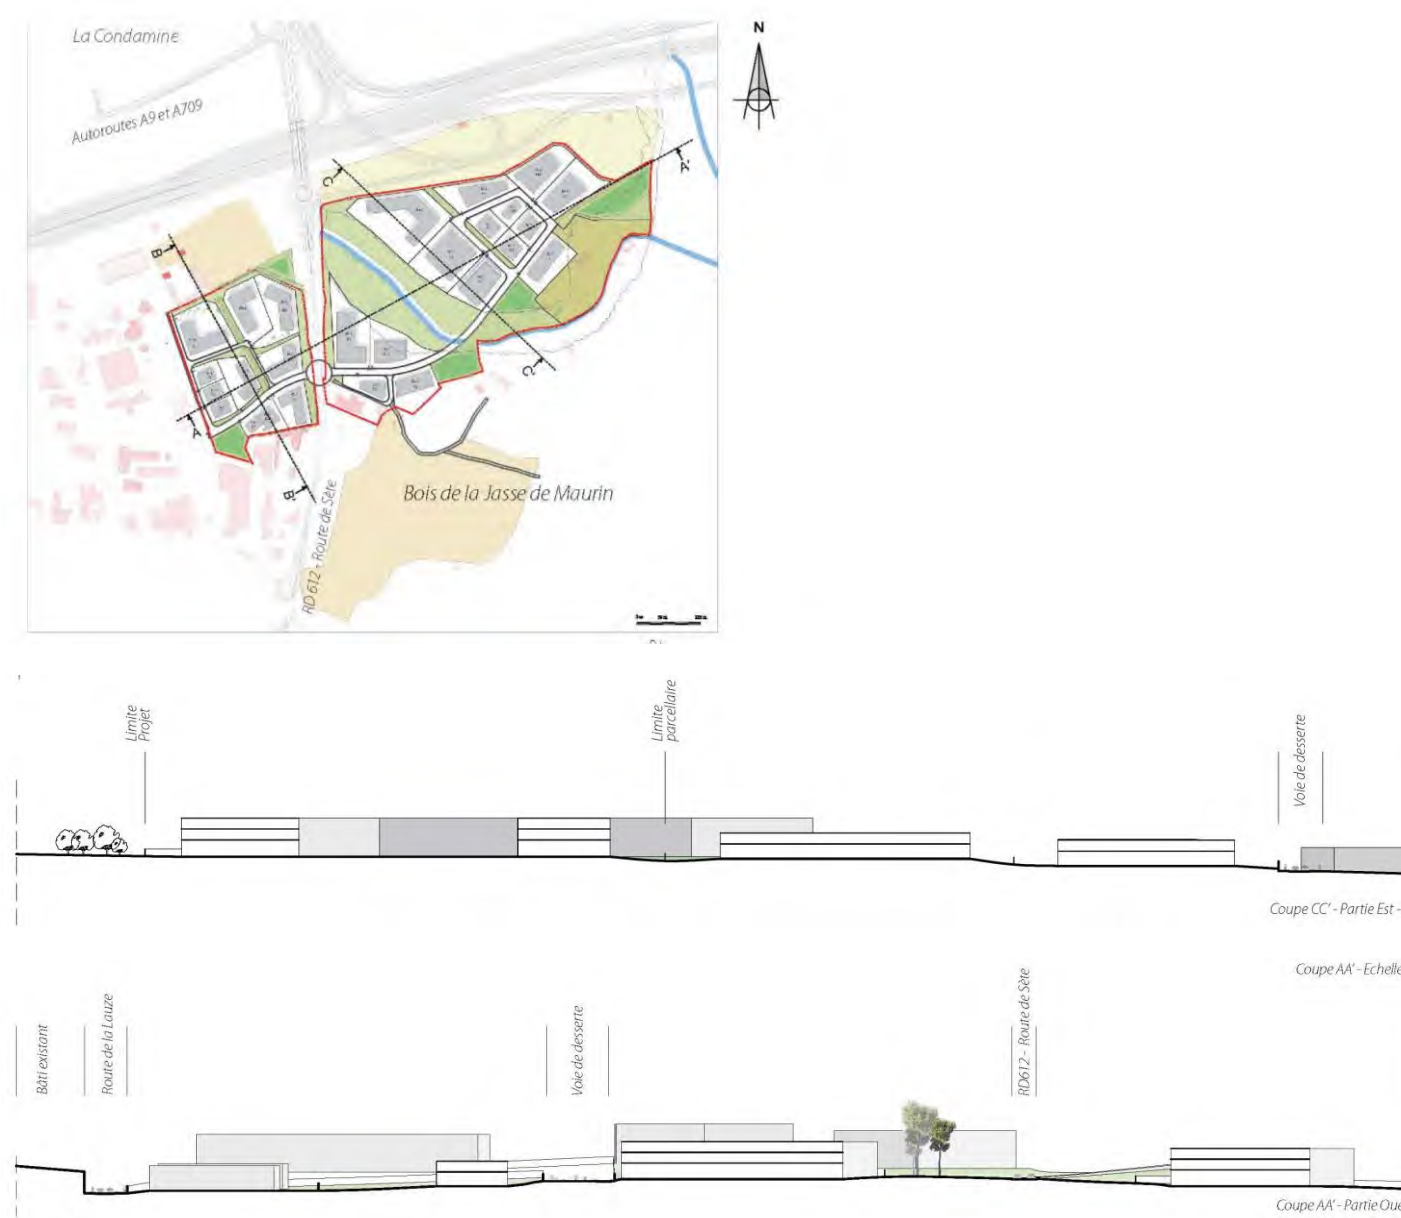 La Condamine
N
Autoroutes A9 et A709
A'
C
B
C'
A
B'
Bois de la Jasse de Maurin
RD 612 - Route de Sète
Limite
Projet
Limite
parcellaire
Voie de desserte
Coupe CC' - Partie Est -
Coupe AA' - Echelle
Bâti existant
Route de la Lauze
Voie de desserte
RD612 - Route de Sète
Coupe AA' - Partie Oue